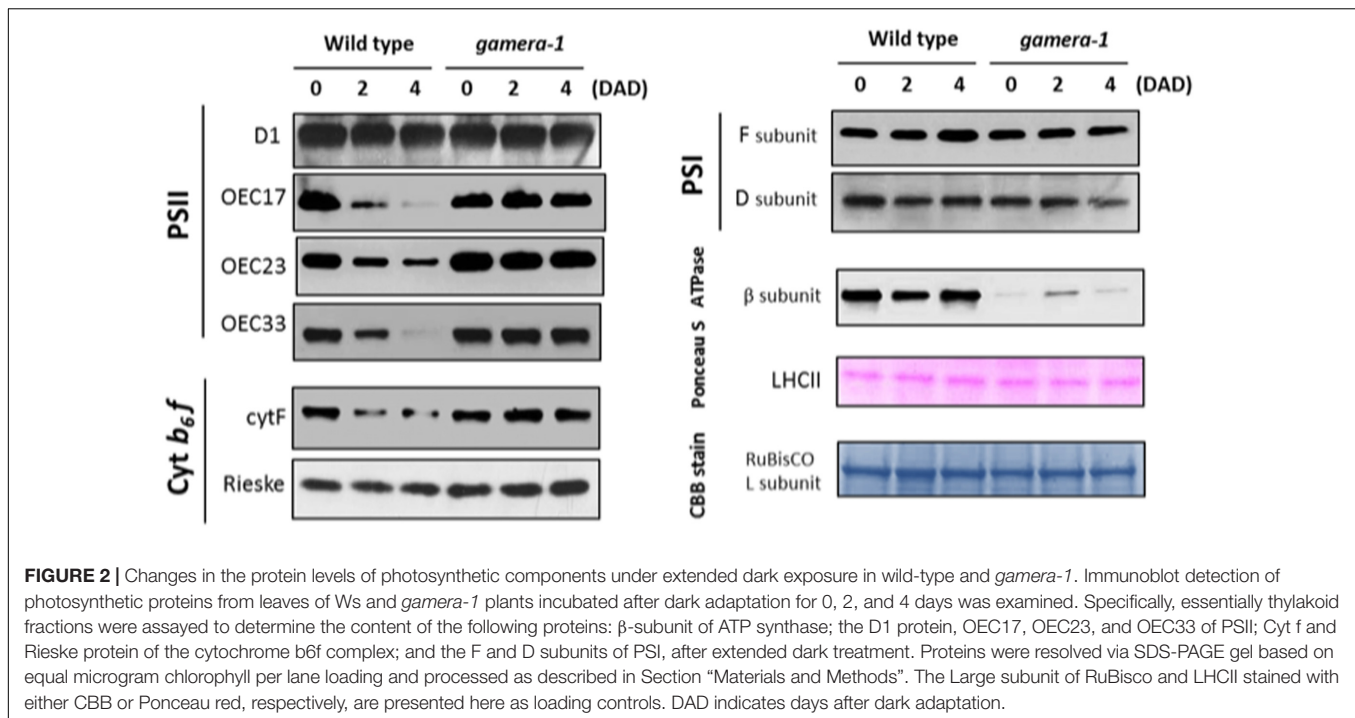 Wild type gamera-1
0 2 4 0 2 4 (DAD)
PSII
D1
OEC17
OEC23
OEC33
Cyt b6f
cytF
Rieske
Wild type gamera-1
0 2 4 0 2 4 (DAD)
PSI
F subunit
D subunit
ATPase
β subunit
Ponceau S
LHCII
CBB stain
RuBisCO
L subunit
FIGURE 2 | Changes in the protein levels of photosynthetic components under extended dark exposure in wild-type and gamera-1. Immunoblot detection of
photosynthetic proteins from leaves of Ws and gamera-1 plants incubated after dark adaptation for 0, 2, and 4 days was examined. Specifically, essentially thylakoid
fractions were assayed to determine the content of the following proteins: β-subunit of ATP synthase; the D1 protein, OEC17, OEC23, and OEC33 of PSII; Cyt f and
Rieske protein of the cytochrome b6f complex; and the F and D subunits of PSI, after extended dark treatment. Proteins were resolved via SDS-PAGE gel based on
equal microgram chlorophyll per lane loading and processed as described in Section “Materials and Methods”. The Large subunit of RuBisco and LHCII stained with
either CBB or Ponceau red, respectively, are presented here as loading controls. DAD indicates days after dark adaptation.